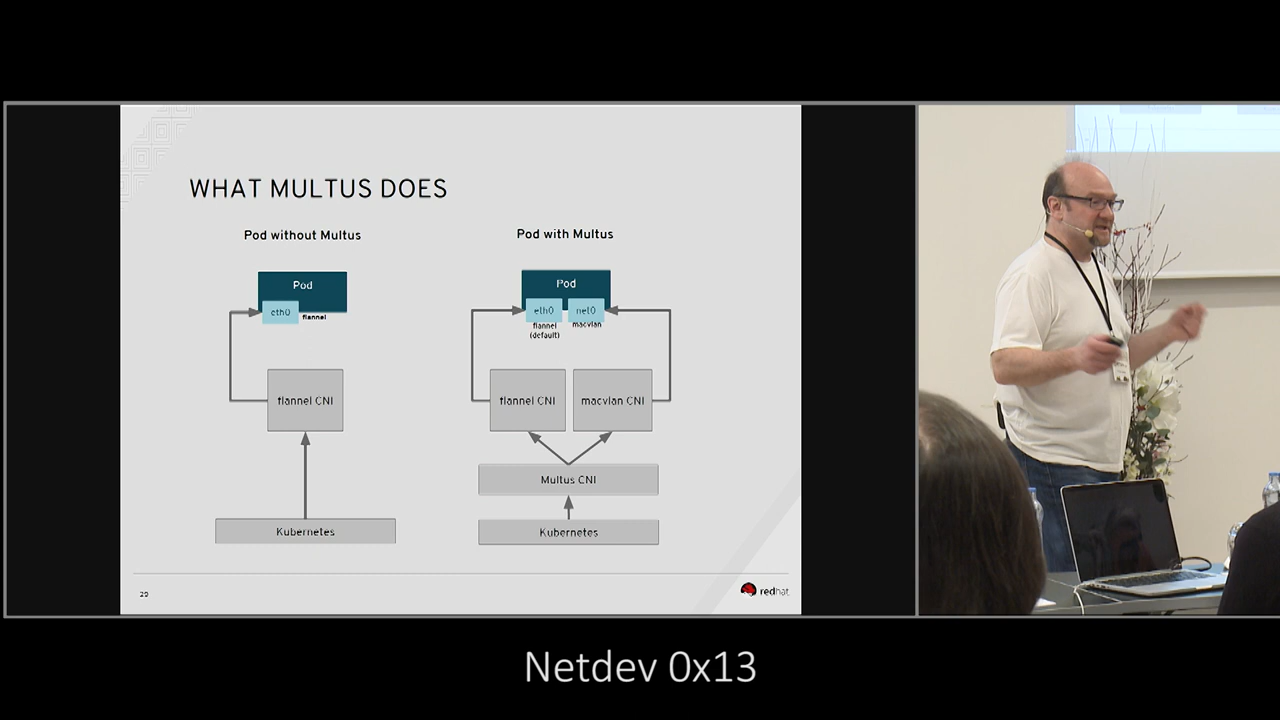 WHAT MULTUS DOES
Pod without Multus
Pod
eth0
flannel
flannel CNI
Kubernetes
Pod with Multus
Pod
eth0
net0
flannel
(default)
macvlan
flannel CNI
macvlan CNI
Multus CNI
Kubernetes
29
redhat
Netdev 0x13